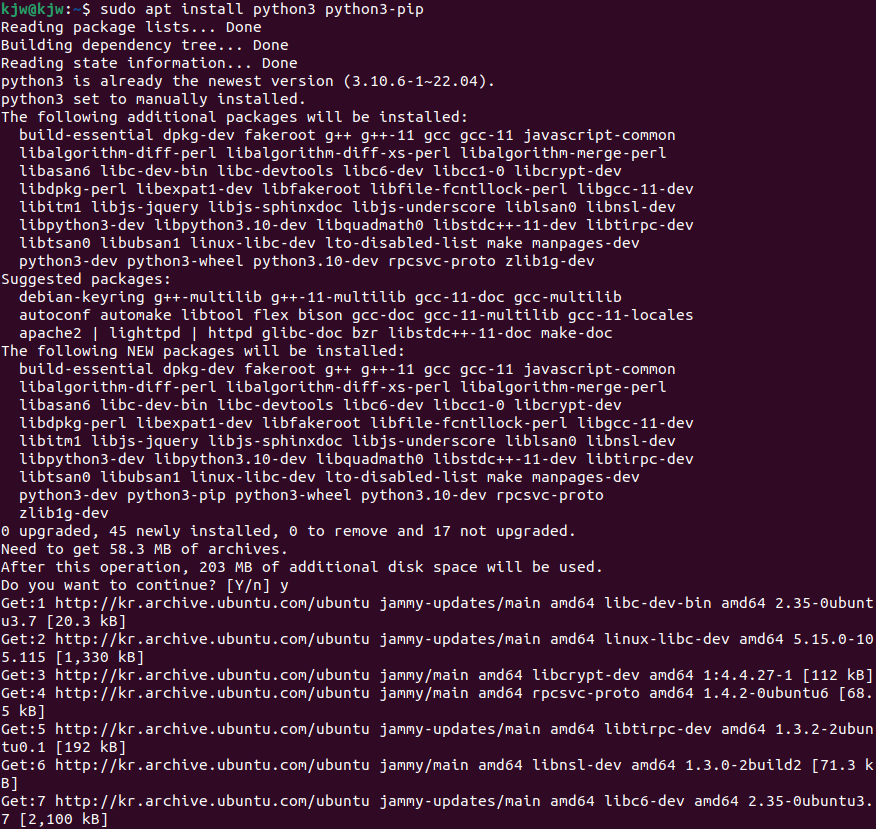 kjw@kjw:~$ sudo apt install python3 python3-pip
Reading package lists... Done
Building dependency tree... Done
Reading state information... Done
python3 is already the newest version (3.10.6-1~22.04).
python3 set to manually installed.
The following additional packages will be installed:
  build-essential dpkg-dev fakeroot g++ g++-11 gcc gcc-11 javascript-common
  libalgorithm-diff-perl libalgorithm-diff-xs-perl libalgorithm-merge-perl
  libasan6 libc-dev-bin libc-devtools libc6-dev libcc1-0 libcrypt-dev
  libdpkg-perl libexpat1-dev libfakeroot libfile-fcntllock-perl libgcc-11-dev
  libitm1 libjs-jquery libjs-sphinxdoc libjs-underscore liblsan0 libnsl-dev
  libpython3-dev libpython3.10-dev libquadmath0 libstdc++-11-dev libtirpc-dev
  libtsan0 libubsan1 linux-libc-dev lto-disabled-list make manpages-dev
  python3-dev python3-wheel python3.10-dev rpcsvc-proto zlib1g-dev
Suggested packages:
  debian-keyring g++-multilib g++-11-multilib gcc-11-doc gcc-multilib
  autoconf automake libtool flex bison gcc-doc gcc-11-multilib gcc-11-locales
  apache2 | lighttpd | httpd glibc-doc bzr libstdc++-11-doc make-doc
The following NEW packages will be installed:
  build-essential dpkg-dev fakeroot g++ g++-11 gcc gcc-11 javascript-common
  libalgorithm-diff-perl libalgorithm-diff-xs-perl libalgorithm-merge-perl
  libasan6 libc-dev-bin libc-devtools libc6-dev libcc1-0 libcrypt-dev
  libdpkg-perl libexpat1-dev libfakeroot libfile-fcntllock-perl libgcc-11-dev
  libitm1 libjs-jquery libjs-sphinxdoc libjs-underscore liblsan0 libnsl-dev
  libpython3-dev libpython3.10-dev libquadmath0 libstdc++-11-dev libtirpc-dev
  libtsan0 libubsan1 linux-libc-dev lto-disabled-list make manpages-dev
  python3-dev python3-pip python3-wheel python3.10-dev rpcsvc-proto
  zlib1g-dev
0 upgraded, 45 newly installed, 0 to remove and 17 not upgraded.
Need to get 58.3 MB of archives.
After this operation, 203 MB of additional disk space will be used.
Do you want to continue? [Y/n] y
Get:1 http://kr.archive.ubuntu.com/ubuntu jammy-updates/main amd64 libc-dev-bin amd64 2.35-0ubunt
u3.7 [20.3 kB]
Get:2 http://kr.archive.ubuntu.com/ubuntu jammy-updates/main amd64 linux-libc-dev amd64 5.15.0-10
5.115 [1,330 kB]
Get:3 http://kr.archive.ubuntu.com/ubuntu jammy/main amd64 libcrypt-dev amd64 1:4.4.27-1 [112 kB]
Get:4 http://kr.archive.ubuntu.com/ubuntu jammy/main amd64 rpcsvc-proto amd64 1.4.2-0ubuntu6 [68.
5 kB]
Get:5 http://kr.archive.ubuntu.com/ubuntu jammy-updates/main amd64 libtirpc-dev amd64 1.3.2-2ubun
tu0.1 [192 kB]
Get:6 http://kr.archive.ubuntu.com/ubuntu jammy/main amd64 libnsl-dev amd64 1.3.0-2build2 [71.3 k
B]
Get:7 http://kr.archive.ubuntu.com/ubuntu jammy-updates/main amd64 libc6-dev amd64 2.35-0ubuntu3.
7 [2,100 kB]